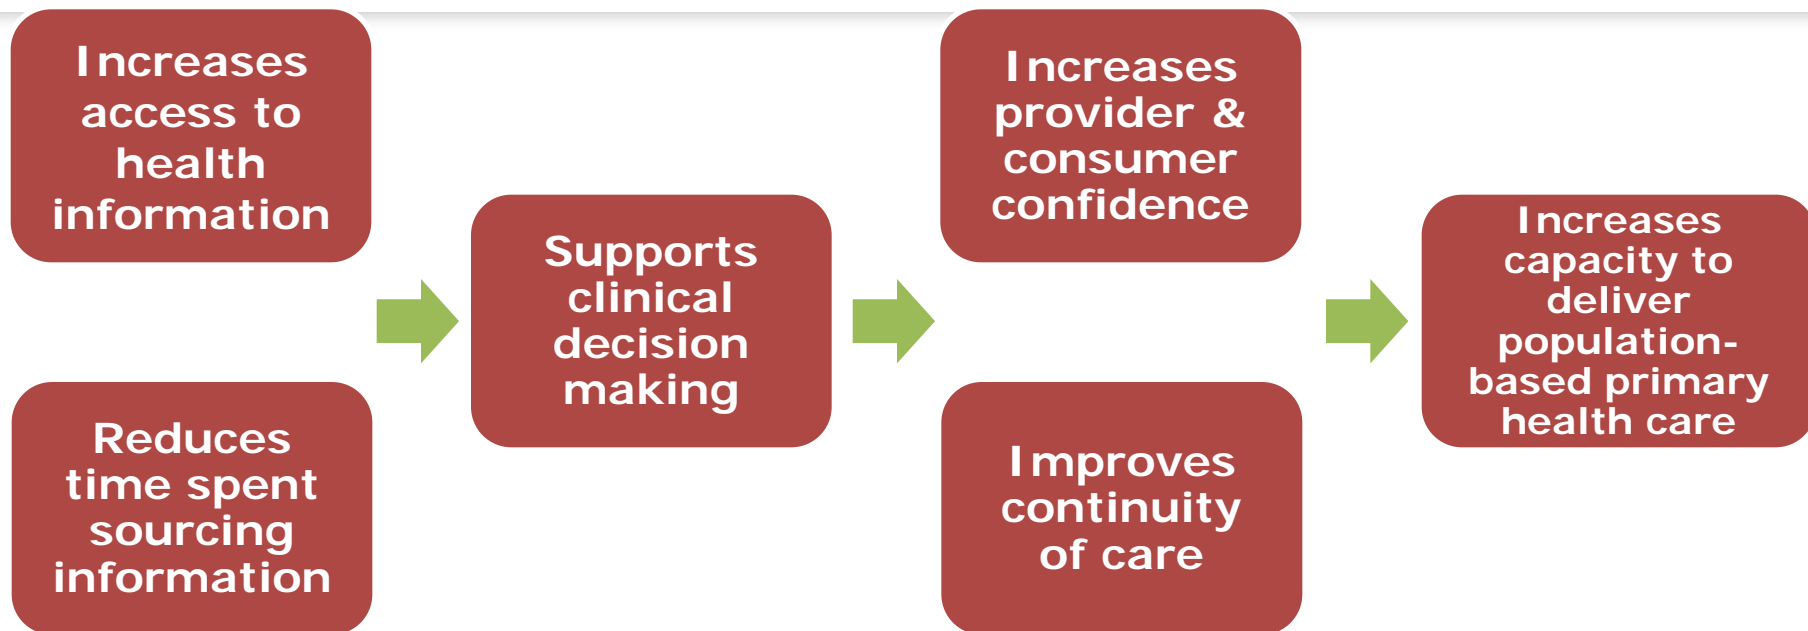 Increases
access to
health
information
Reduces
time spent
sourcing
information
Supports
clinical
decision
making
Increases
provider &
consumer
confidence
Improves
continuity
of care
Increases
capacity to
deliver
population-
based primary
health care